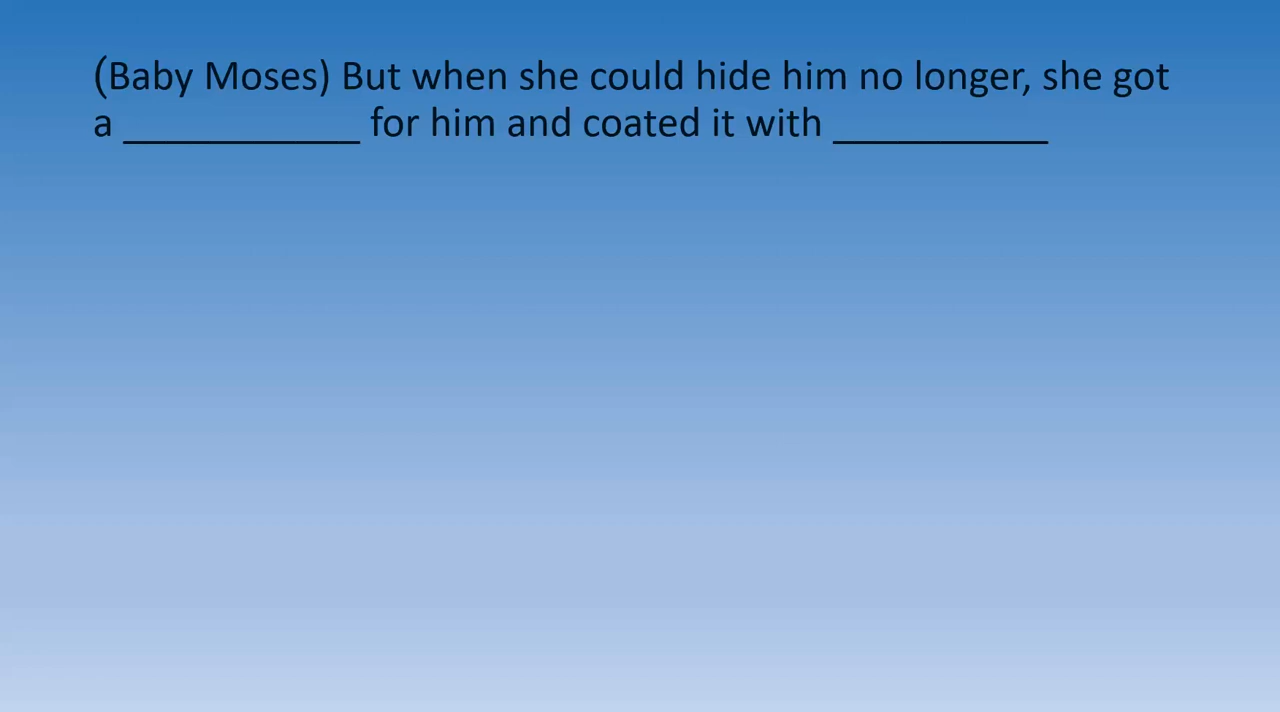 (Baby Moses) But when she could hide him no longer, she got
a ___________ for him and coated it with __________